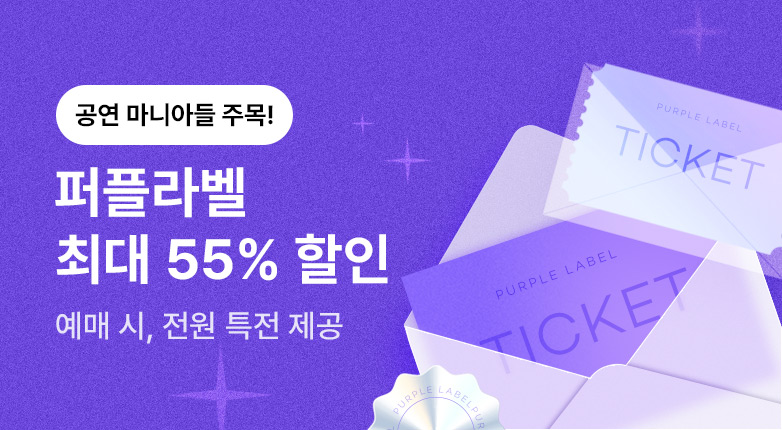 공연 마니아들 주목!
퍼플라벨
최대 55% 할인
예매 시, 전원 특전 제공
PURPLE LABEL
TICKET
PURPLE LABEL
TICKET
PURPLE LABEL